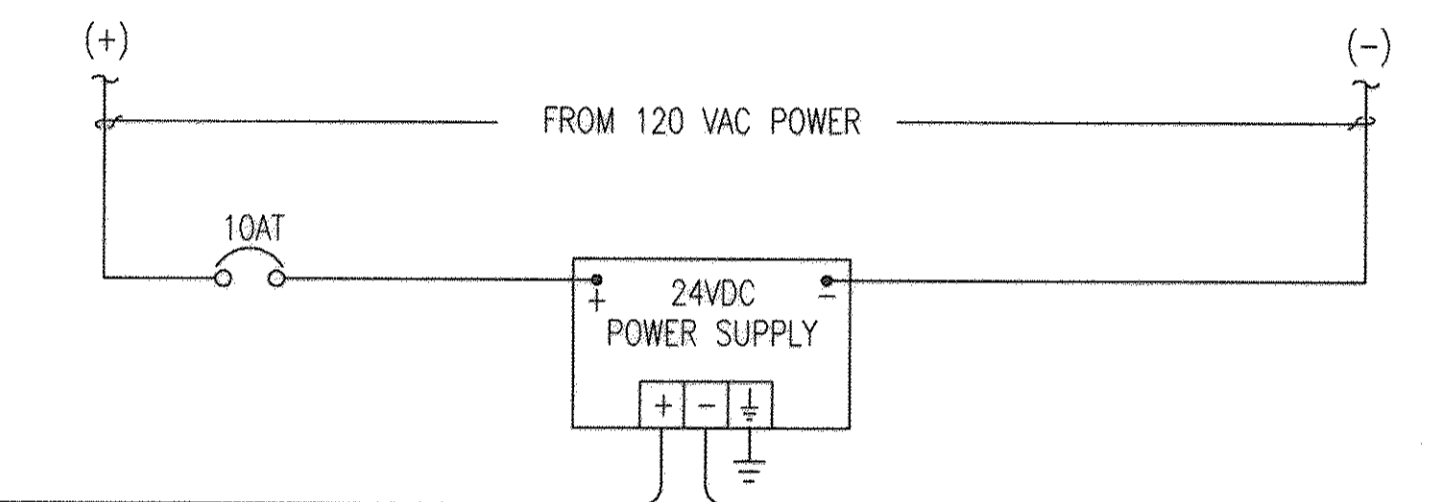 (+) (-)
FROM 120 VAC POWER
10AT
+ 24VDC -
POWER SUPPLY
+ -